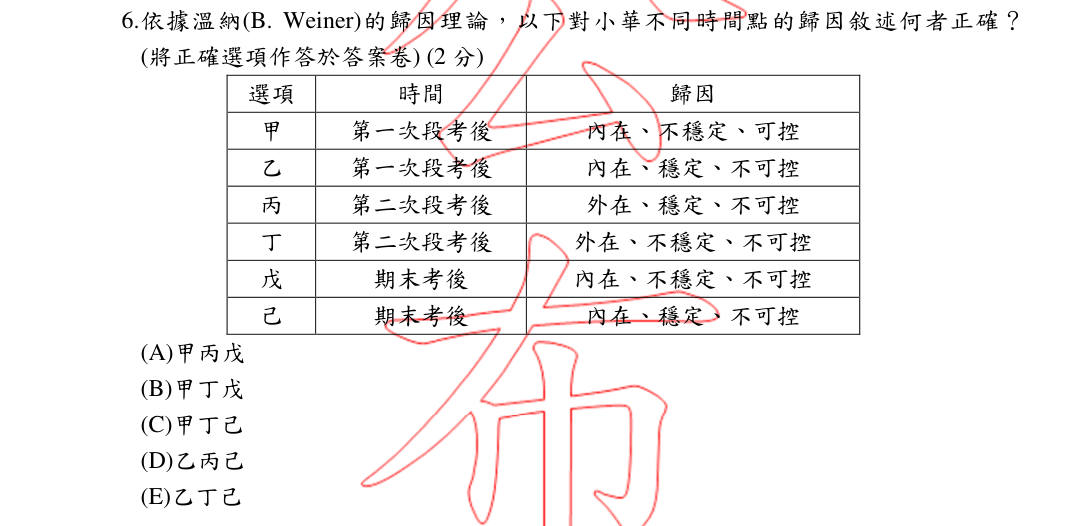 6.依據溫納(B. Weiner)的歸因理論，以下對小華不同時間點的歸因敘述何者正確？
(將正確選項作答於答案卷) (2 分)
選項 時間 歸因
甲 第一次段考後 內在、不穩定、可控
乙 第一次段考後 內在、穩定、不可控
丙 第二次段考後 外在、穩定、不可控
丁 第二次段考後 外在、不穩定、不可控
戊 期末考後 內在、不穩定、不可控
己 期末考後 內在、穩定、不可控
(A)甲丙戊
(B)甲丁戊
(C)甲丁己
(D)乙丙己
(E)乙丁己
布